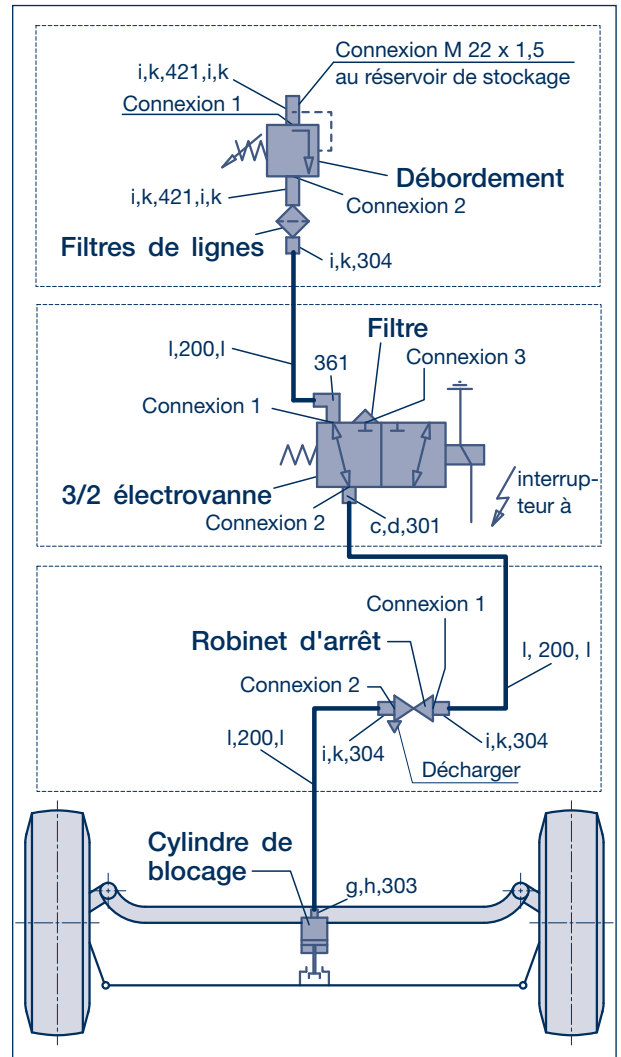 Connexion M 22 x 1,5
au réservoir de stockage
i,k,421,i,k
Connexion 1
Débordement
i,k,421,i,k
Connexion 2
Filtres de lignes
i,k,304
Filtre
l,200,l
361
Connexion 3
Connexion 1
3/2 électrovanne
interrup-
teur à
Connexion 2
c,d,301
Connexion 1
Robinet d'arrêt
l, 200, l
Connexion 2
l,200,l
i,k,304
i,k,304
Décharger
Cylindre de
blocage
g,h,303